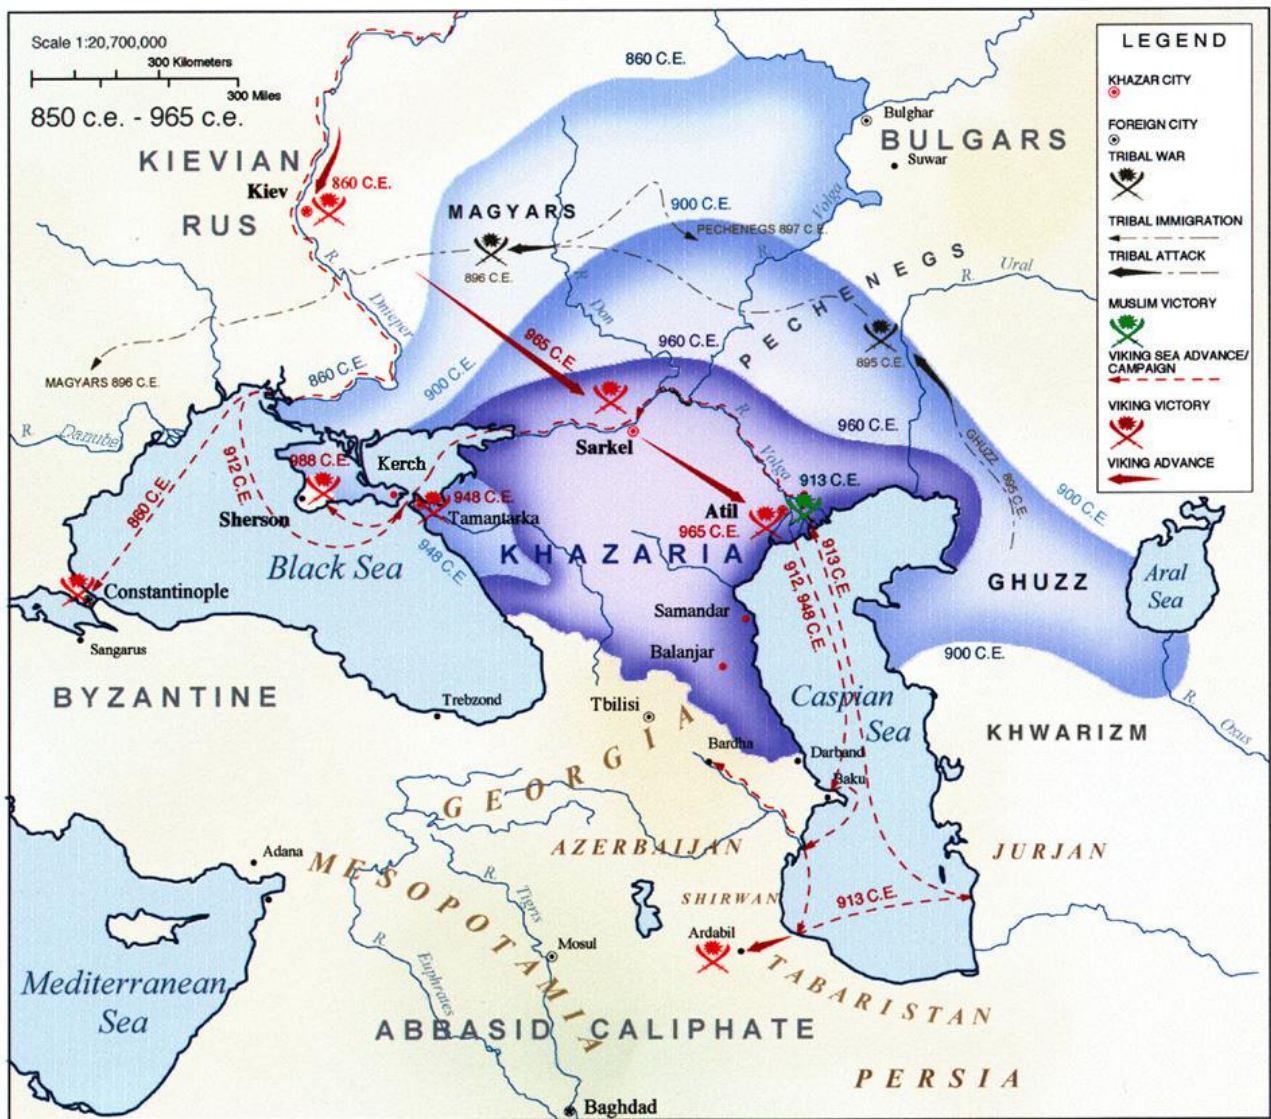 Scale 1:20,700,000
300 Kilometers
300 Miles
850 c.e. - 965 c.e.
LEGEND
KHAZAR CITY
FOREIGN CITY
TRIBAL WAR
TRIBAL IMMIGRATION
TRIBAL ATTACK
MUSLIM VICTORY
VIKING SEA ADVANCE/
CAMPAIGN
VIKING VICTORY
VIKING ADVANCE
860 C.E.
Bulghar
BULGARS
Suwar
KIEVIAN
RUS
Kiev
860 C.E.
MAGYARS
896 C.E.
900 C.E.
PECHENEGS 897 C.E.
R. Volga
R. Dnieper
R. Don
PECHENEGS
R. Ural
895 C.E.
965 C.E.
960 C.E.
MAGYARS 896 C.E.
860 C.E.
900 C.E.
R. Danube
960 C.E.
GHUZZ 895 C.E.
900 C.E.
Sarkel
R. Volga
Kerch
988 C.E.
912 C.E.
860 C.E.
Sherson
948 C.E.
Tamantarka
948 C.E.
Atil
965 C.E.
913 C.E.
KHAZARIA
Black Sea
Constantinople
Sangarus
BYZANTINE
Trebzond
913 C.E.
912, 948 C.E.
GHUZZ
Aral
Sea
900 C.E.
Samandar
Balanjar
Caspian
Sea
R. Oxus
KHWARIZM
Tbilisi
GEORGIA
Bardha
Darband
Baku
AZERBAIJAN
JURJAN
Adana
MESOPOTAMIA
R. Tigris
SHIRWAN
913 C.E.
Ardabil
Mosul
TABARISTAN
R. Euphrates
Mediterranean
Sea
ABBASID CALIPHATE
PERSIA
Baghdad